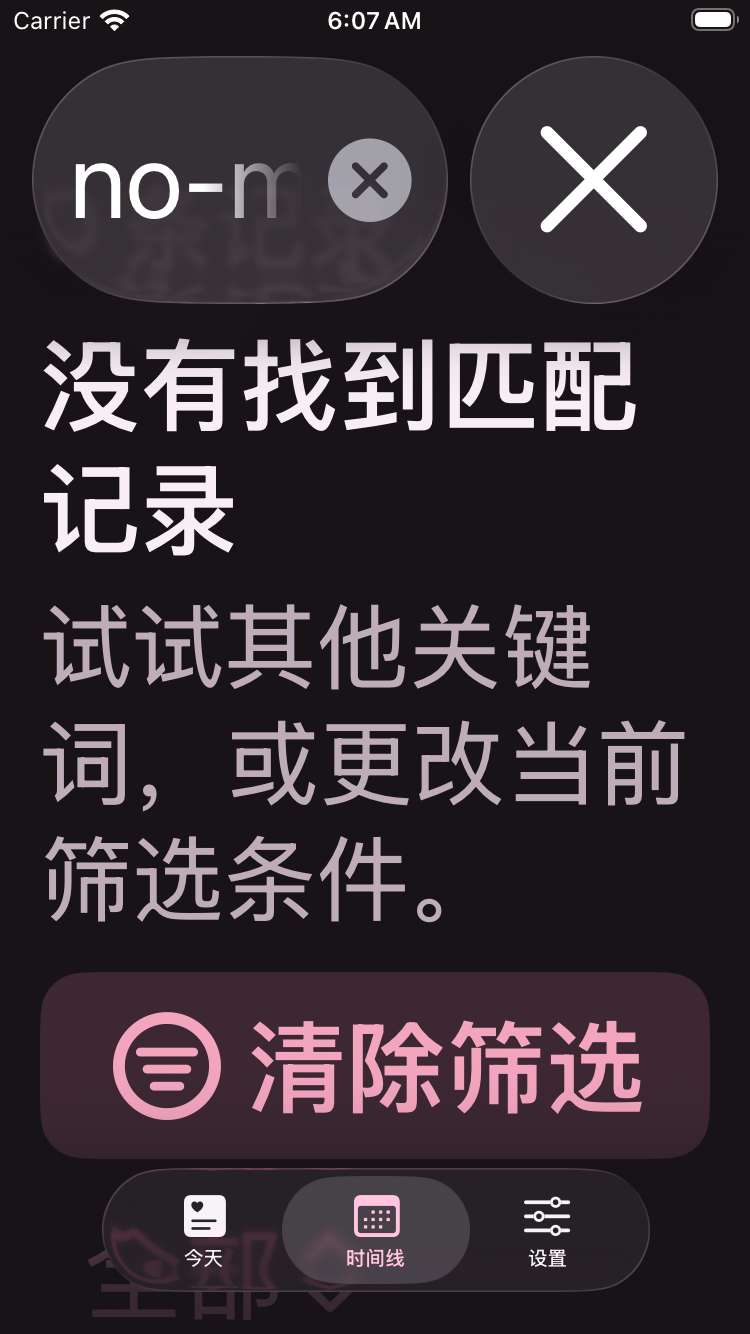 Carrier
6:07 AM
no-m
没有找到匹配
记录
试试其他关键
词，或更改当前
筛选条件。
清除筛选
全部
今天
时间线
设置